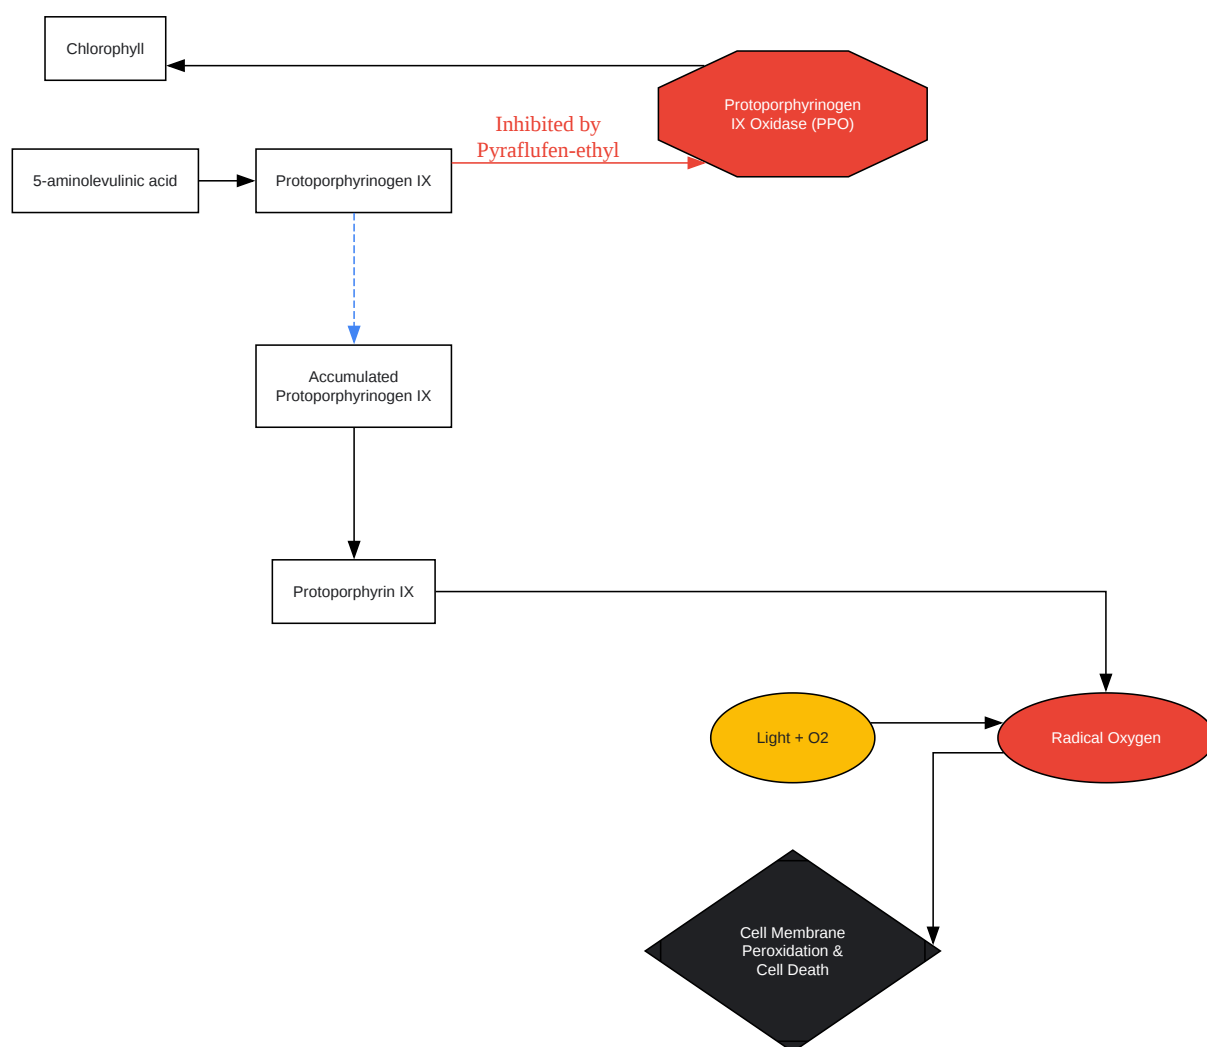 Chlorophyll
Protoporphyrinogen
IX Oxidase (PPO)
Inhibited by
Pyraflufen-ethyl
5-aminolevulinic acid
Protoporphyrinogen IX
Accumulated
Protoporphyrinogen IX
Protoporphyrin IX
Light + O2
Radical Oxygen
Cell Membrane
Peroxidation &
Cell Death